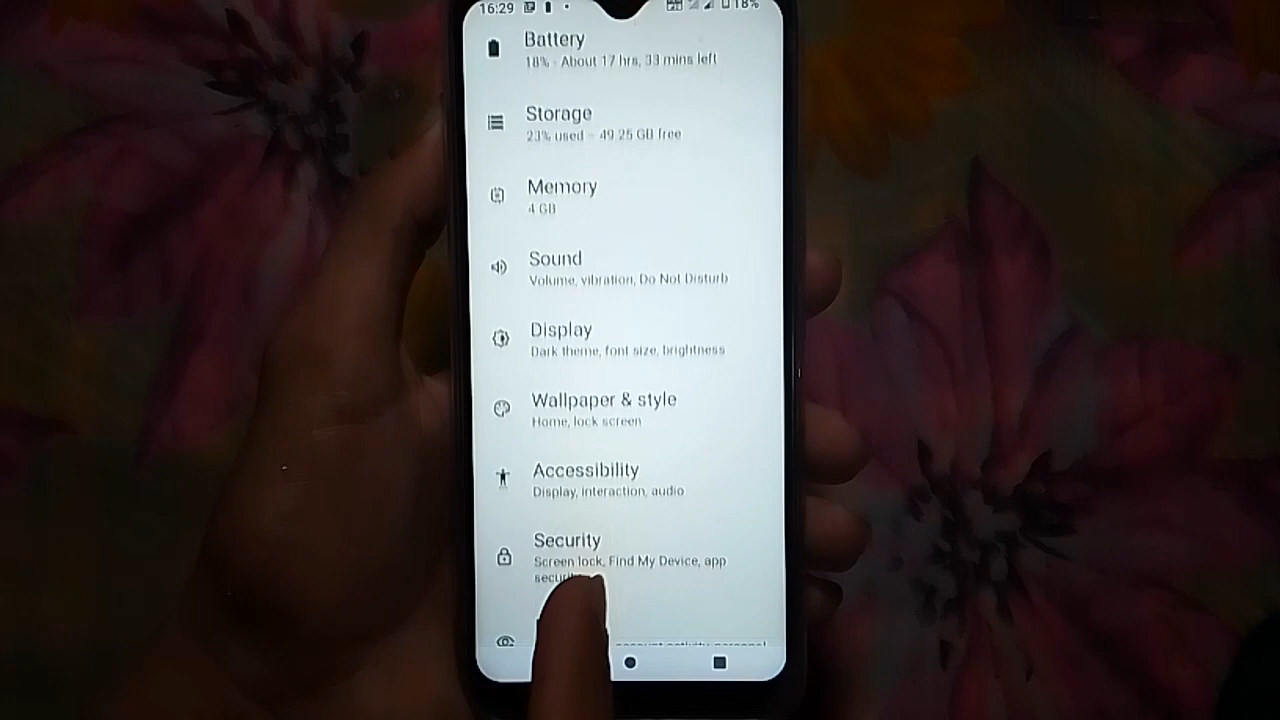 16:29 18%
Battery
18% - About 17 hrs, 33 mins left
Storage
23% used - 49.25 GB free
Memory
4 GB
Sound
Volume, vibration, Do Not Disturb
Display
Dark theme, font size, brightness
Wallpaper & style
Home, lock screen
Accessibility
Display, interaction, audio
Security
Screen lock, Find My Device, app